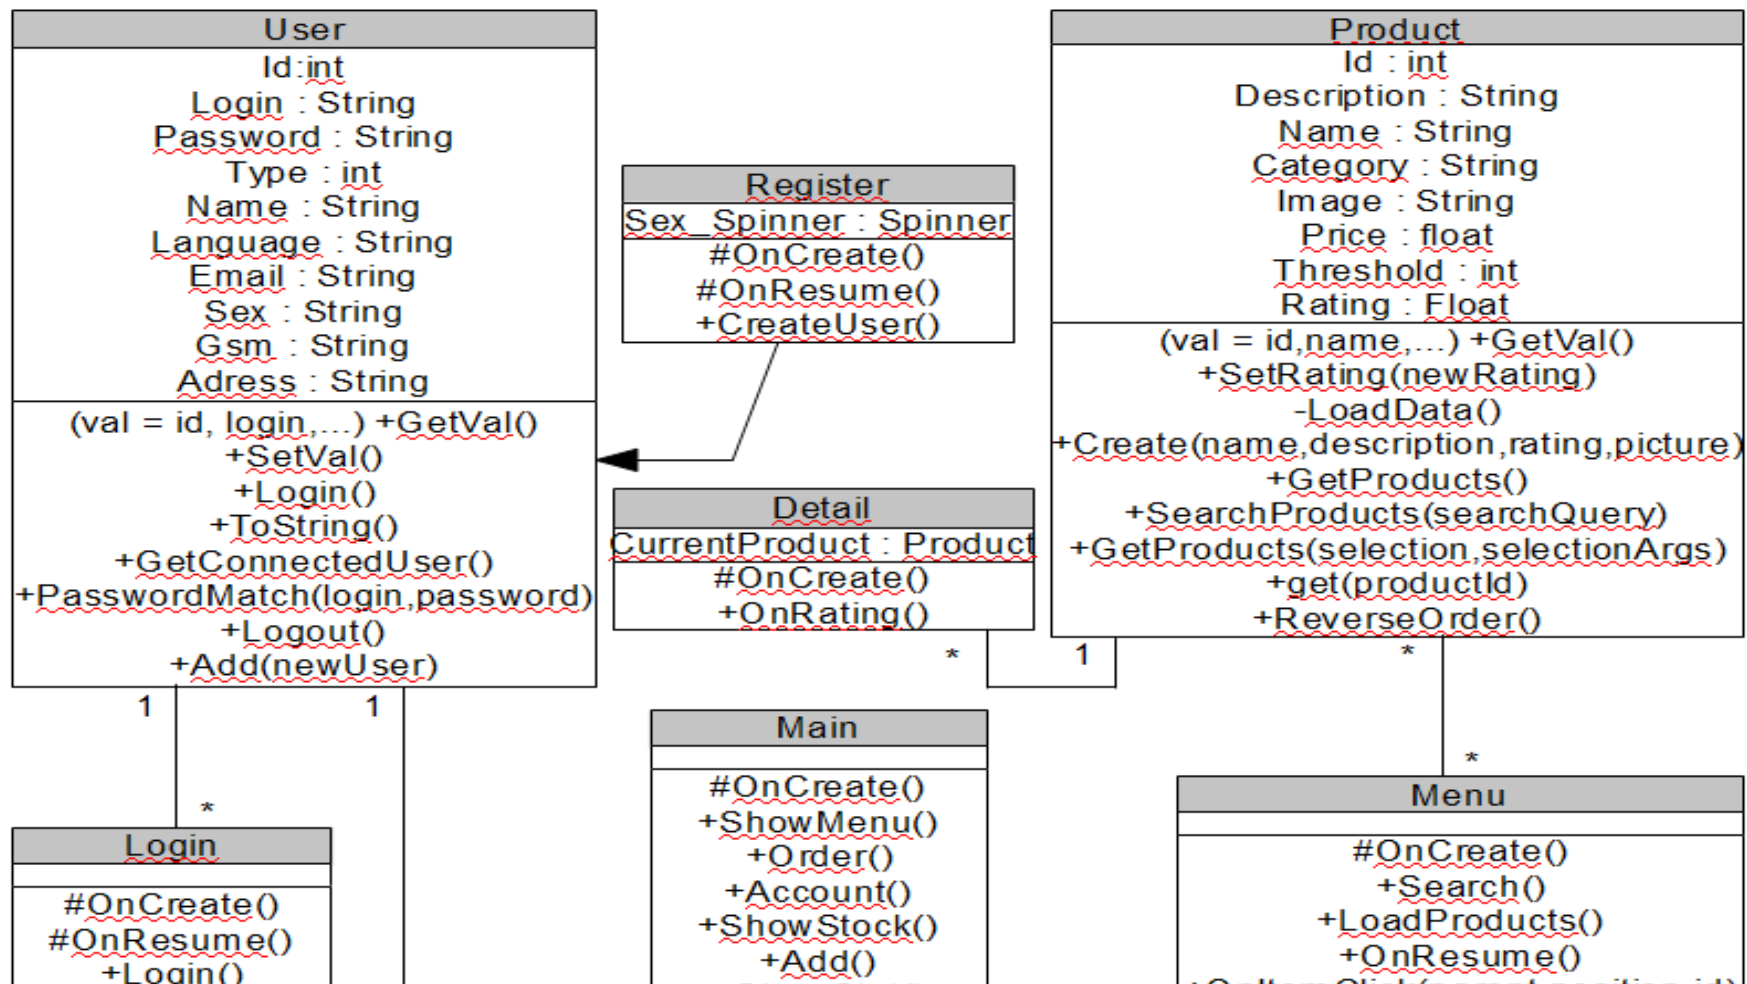 User
Id:int
Login : String
Password : String
Type : int
Name : String
Language : String
Email : String
Sex : String
Gsm : String
Adress : String
(val = id, login,...) +GetVal()
+SetVal()
+Login()
+ToString()
+GetConnectedUser()
+PasswordMatch(login,password)
+Logout()
+Add(newUser)
1
1
*
Register
Sex_Spinner : Spinner
#OnCreate()
#OnResume()
+CreateUser()
Detail
CurrentProduct : Product
#OnCreate()
+OnRating()
*
1
Product
Id : int
Description : String
Name : String
Category : String
Image : String
Price : float
Threshold : int
Rating : Float
(val = id,name,...) +GetVal()
+SetRating(newRating)
-LoadData()
+Create(name,description,rating,picture)
+GetProducts()
+SearchProducts(searchQuery)
+GetProducts(selection,selectionArgs)
+get(productId)
+ReverseOrder()
*
*
Login
#OnCreate()
#OnResume()
+Login()
Main
#OnCreate()
+ShowMenu()
+Order()
+Account()
+ShowStock()
+Add()
Menu
#OnCreate()
+Search()
+LoadProducts()
+OnResume()
+OnItemClick(parent,position,id)